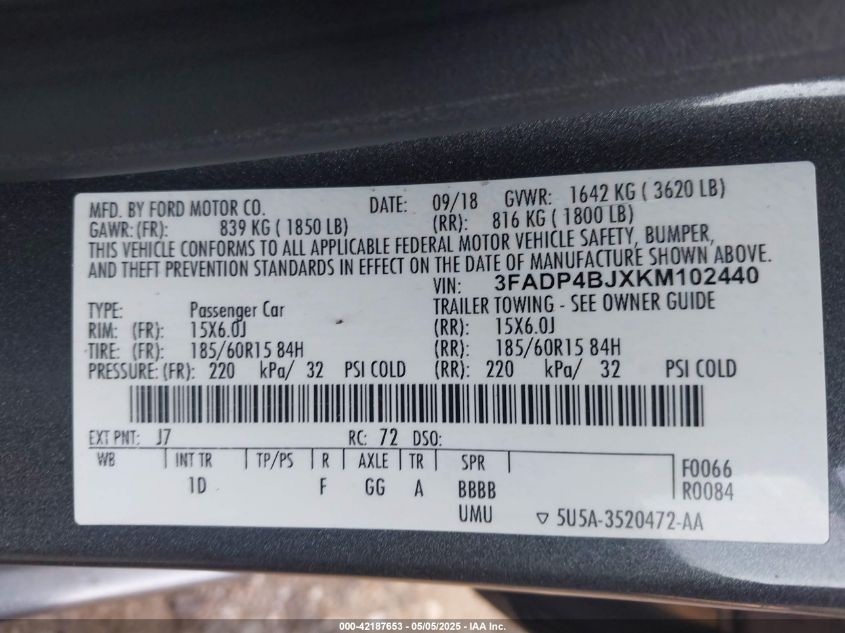 MFD. BY FORD MOTOR CO. DATE: 09/18 GVWR: 1642 KG ( 3620 LB)
GAWR: (FR): 839 KG ( 1850 LB) (RR): 816 KG ( 1800 LB)
THIS VEHICLE CONFORMS TO ALL APPLICABLE FEDERAL MOTOR VEHICLE SAFETY, BUMPER,
AND THEFT PREVENTION STANDARDS IN EFFECT ON THE DATE OF MANUFACTURE SHOWN ABOVE.
VIN: 3FADP4BJXKM102440
TYPE: Passenger Car TRAILER TOWING - SEE OWNER GUIDE
RIM: (FR): 15X6.0J (RR): 15X6.0J
TIRE: (FR): 185/60R15 84H (RR): 185/60R15 84H
PRESSURE: (FR): 220 kPa/ 32 PSI COLD (RR): 220 kPa/ 32 PSI COLD
EXT PNT: J7 RC: 72 DSO:
WB INT TR TP/PS R AXLE TR SPR F0066
1D F GG A BBBB R0084
UMU ▽ 5U5A-3520472-AA
000-42187653 - 05/05/2025 - IAA Inc.